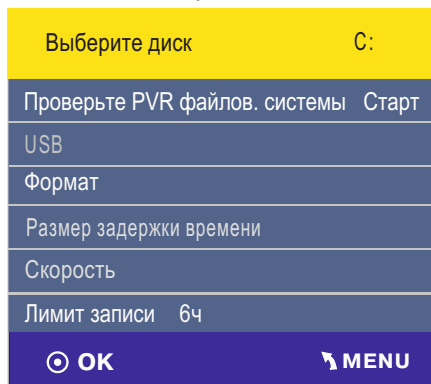 Выберите диск C:
Проверьте PVR файлов. системы Старт
USB
Формат
Размер задержки времени
Скорость
Лимит записи 6ч
OK MENU